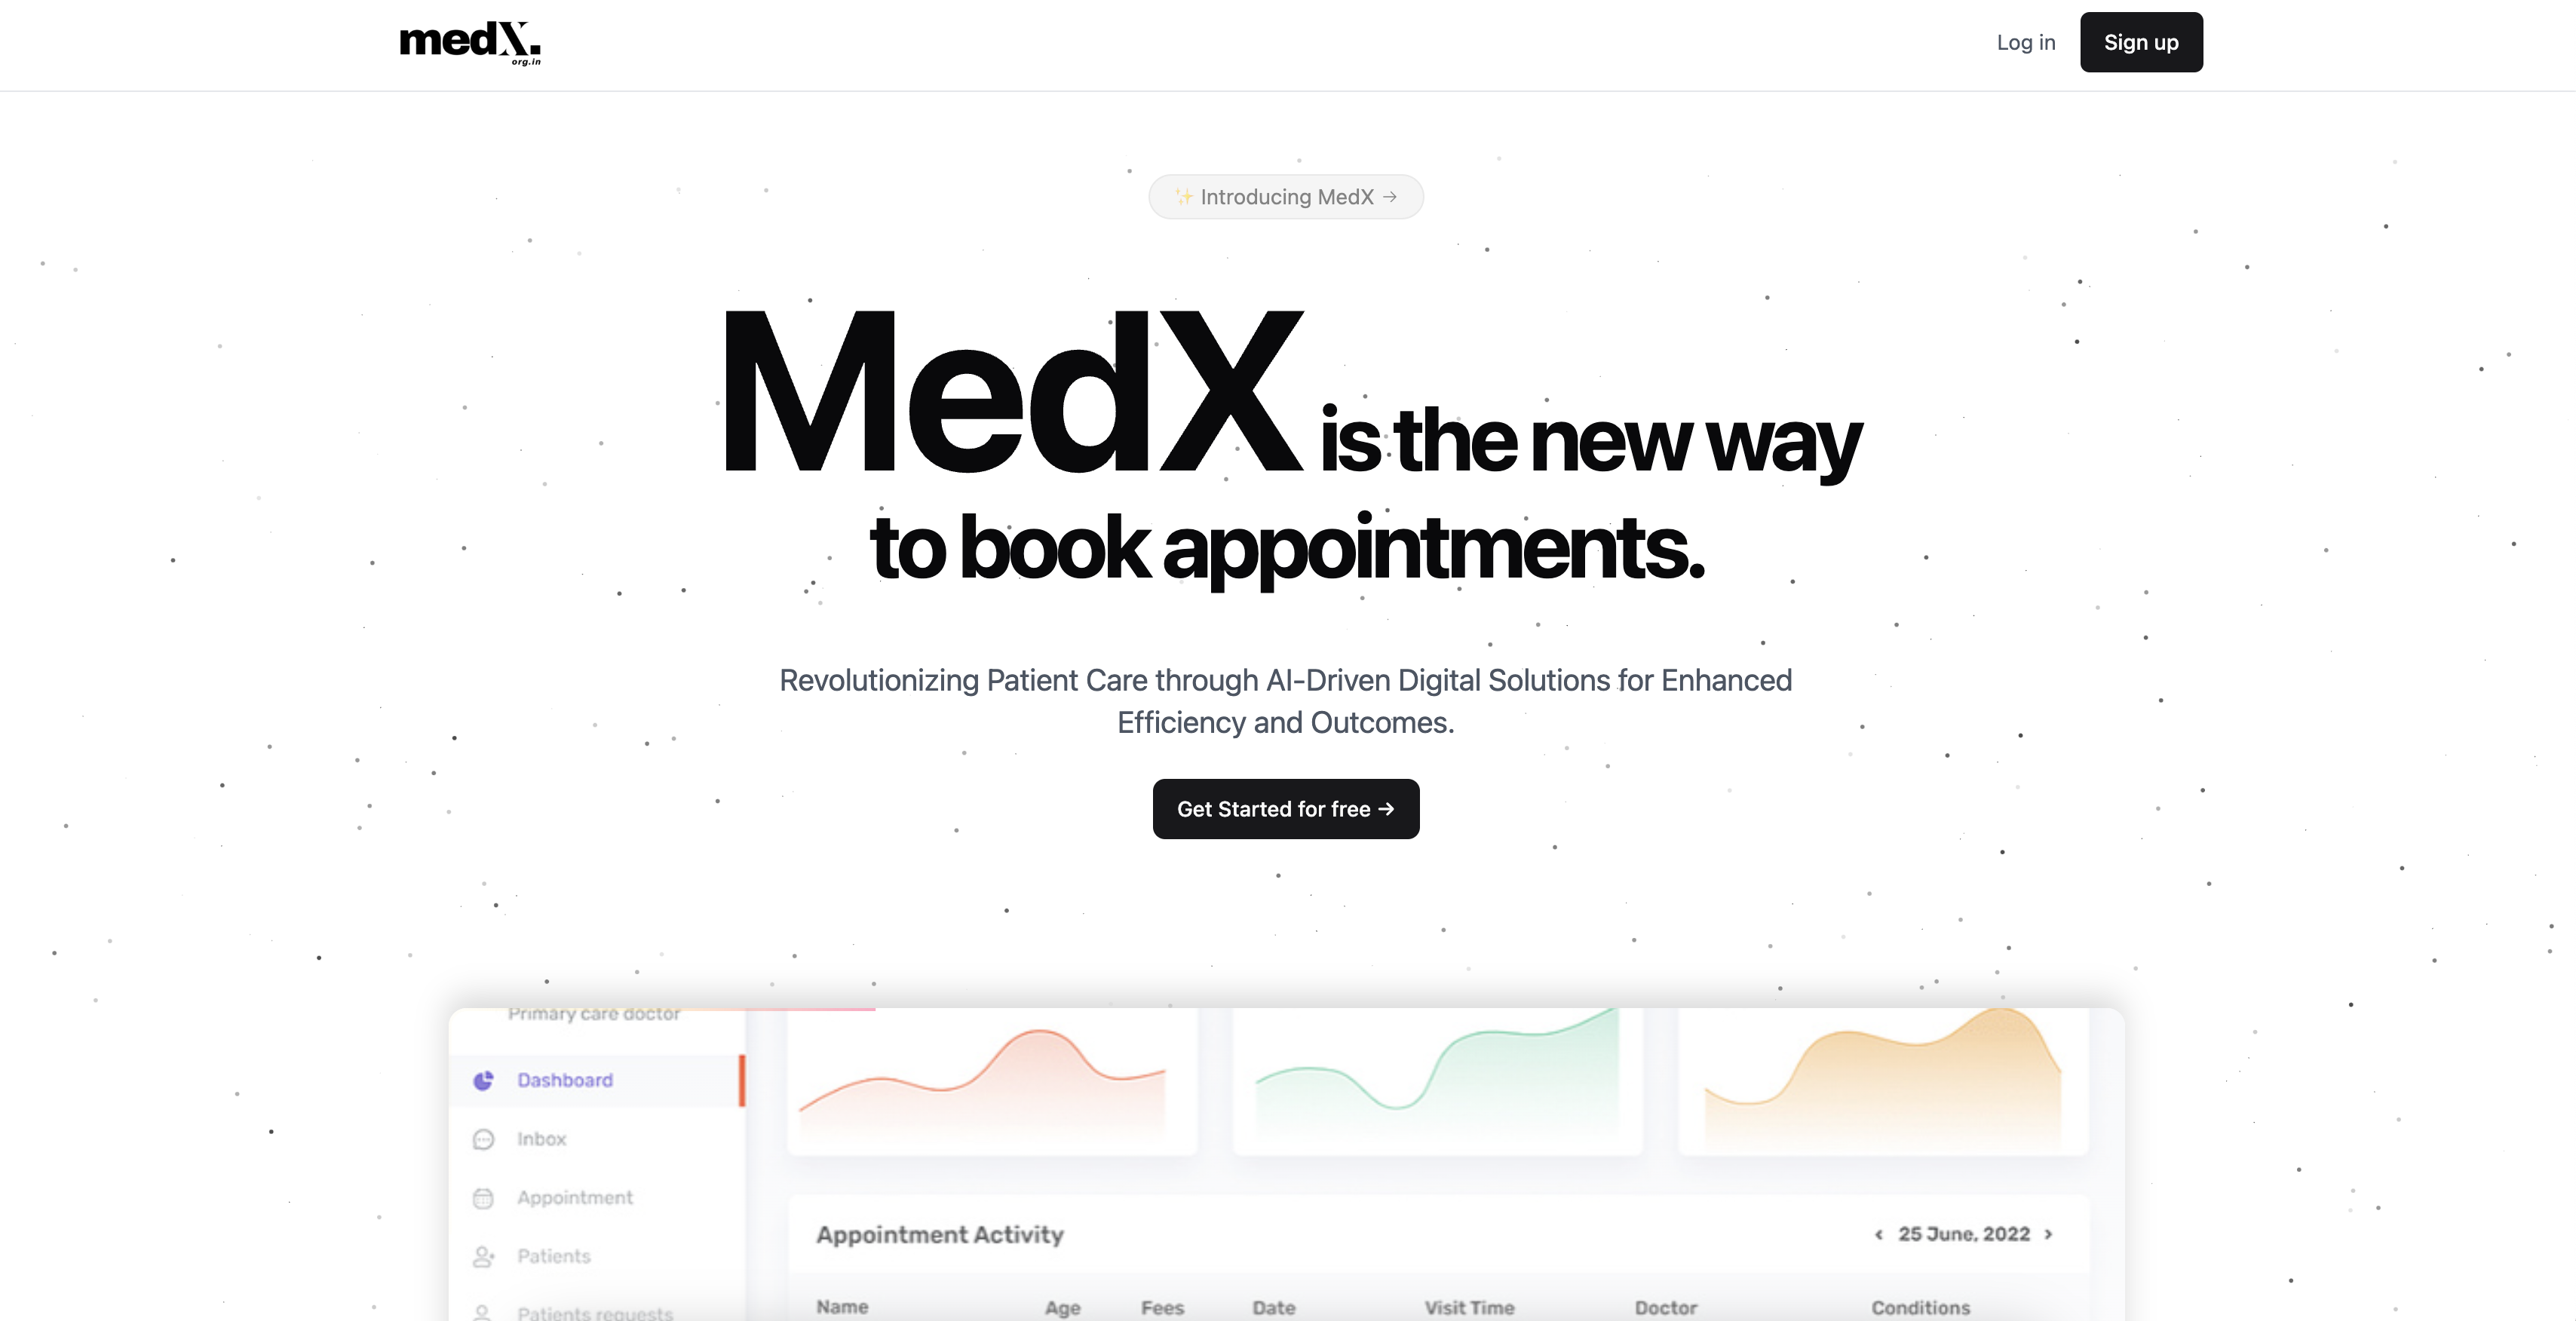 medX.
org.in
Log in
Sign up
✨ Introducing MedX →
MedX is the new way
to book appointments.
Revolutionizing Patient Care through AI-Driven Digital Solutions for Enhanced
Efficiency and Outcomes.
Get Started for free →
Primary care doctor
Dashboard
Inbox
Appointment
Patients
Patients requests
Appointment Activity
< 25 June, 2022 >
Name Age Fees Date Visit Time Doctor Conditions